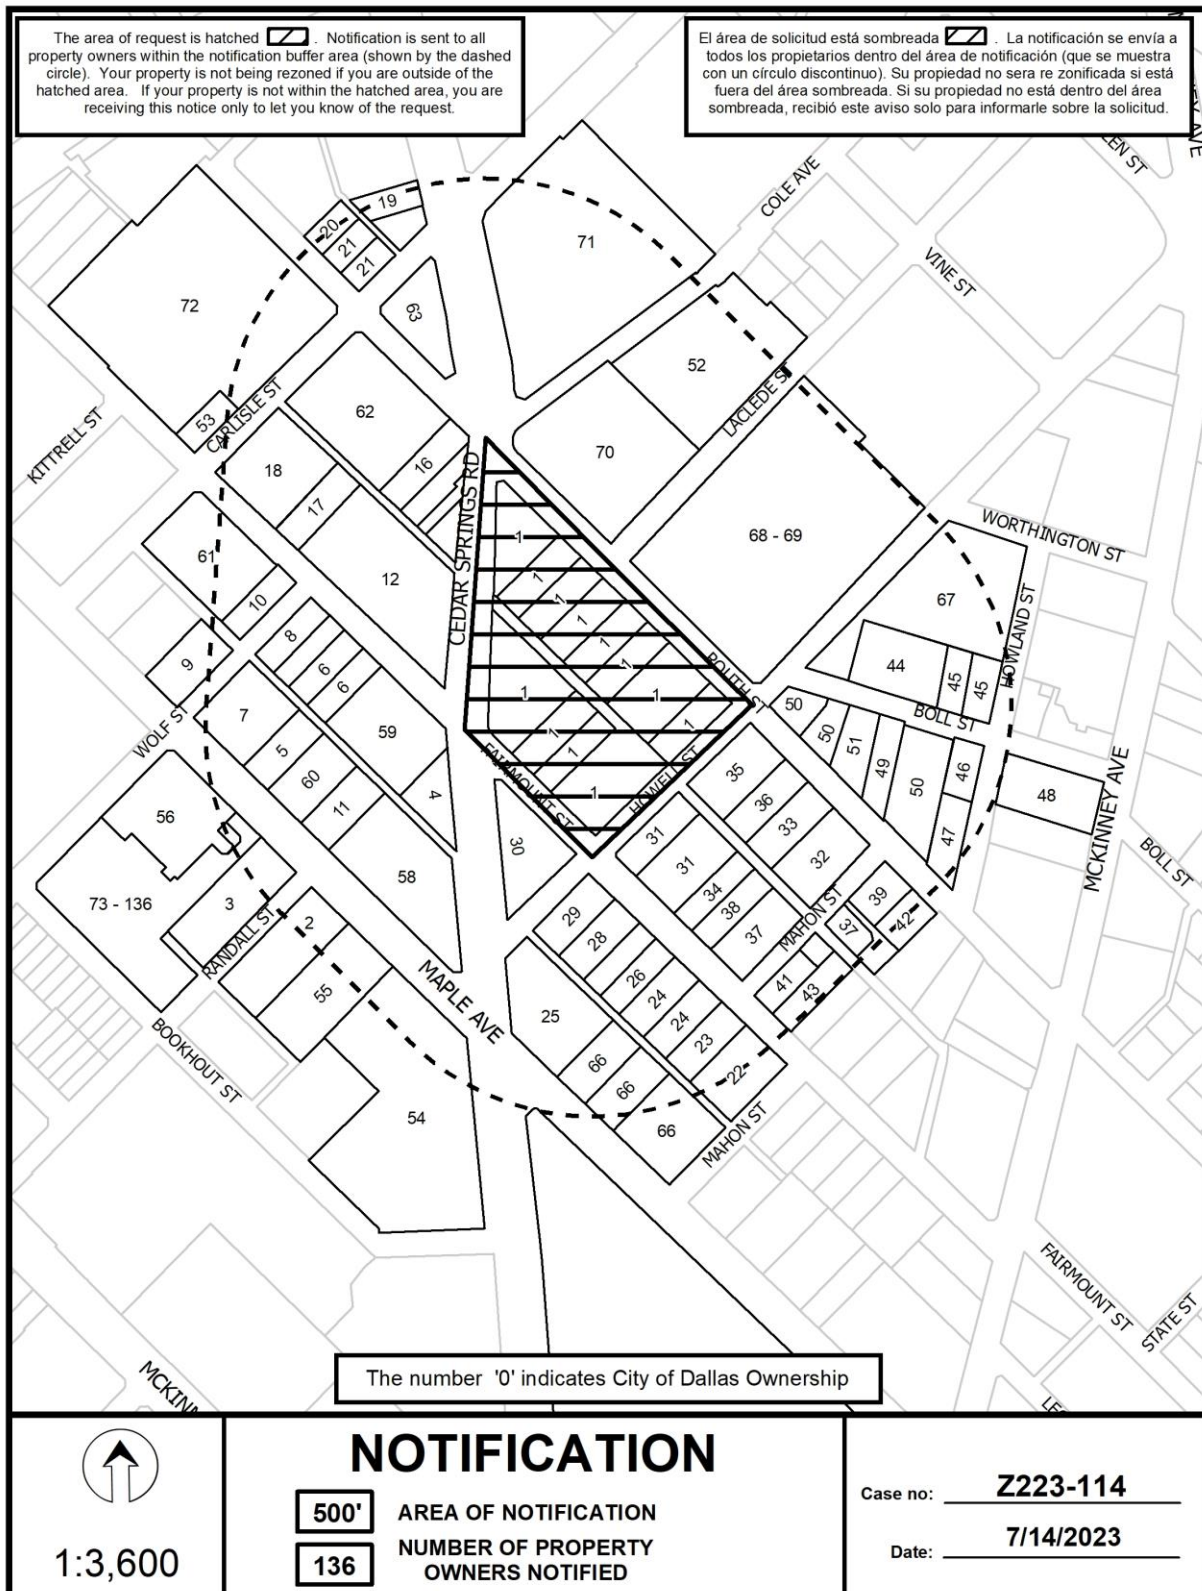 The area of request is hatched . Notification is sent to all
property owners within the notification buffer area (shown by the dashed
circle). Your property is not being rezoned if you are outside of the
hatched area. If your property is not within the hatched area, you are
receiving this notice only to let you know of the request.
El área de solicitud está sombreada . La notificación se envía a
todos los propietarios dentro del área de notificación (que se muestra
con un círculo discontinuo). Su propiedad no sera re zonificada si está
fuera del área sombreada. Si su propiedad no está dentro del área
sombreada, recibió este aviso solo para informarle sobre la solicitud.
COLE AVE
19
20
21
21
71
VINE ST
72
63
52
LACLEDE ST
53
CARLISLE ST
62
KITTRELL ST
16
70
18
17
CEDAR SPRINGS RD
1
68 - 69
WORTHINGTON ST
61
12
1
10
1
67
HOWLAND ST
8
1
9
6
1
44
6
1
45
45
ROUTH ST
7
1
1
50
BOLL ST
WOLF ST
59
5
1
1
50
51
49
50
46
60
1
FAIRMOUNT ST
HOWELL ST
35
4
1
36
48
MCKINNEY AVE
11
33
56
30
31
31
32
47
BOLL ST
58
34
39
73 - 136
3
38
MAHON ST
2
29
37
37
42
RANDALL ST
28
41
43
MAPLE AVE
26
55
24
25
24
BOOKHOUT ST
23
66
66
22
54
66
MAHON ST
FAIRMOUNT ST
STATE ST
The number '0' indicates City of Dallas Ownership
NOTIFICATION
500' AREA OF NOTIFICATION
136 NUMBER OF PROPERTY
OWNERS NOTIFIED
1:3,600
Case no: Z223-114
Date: 7/14/2023